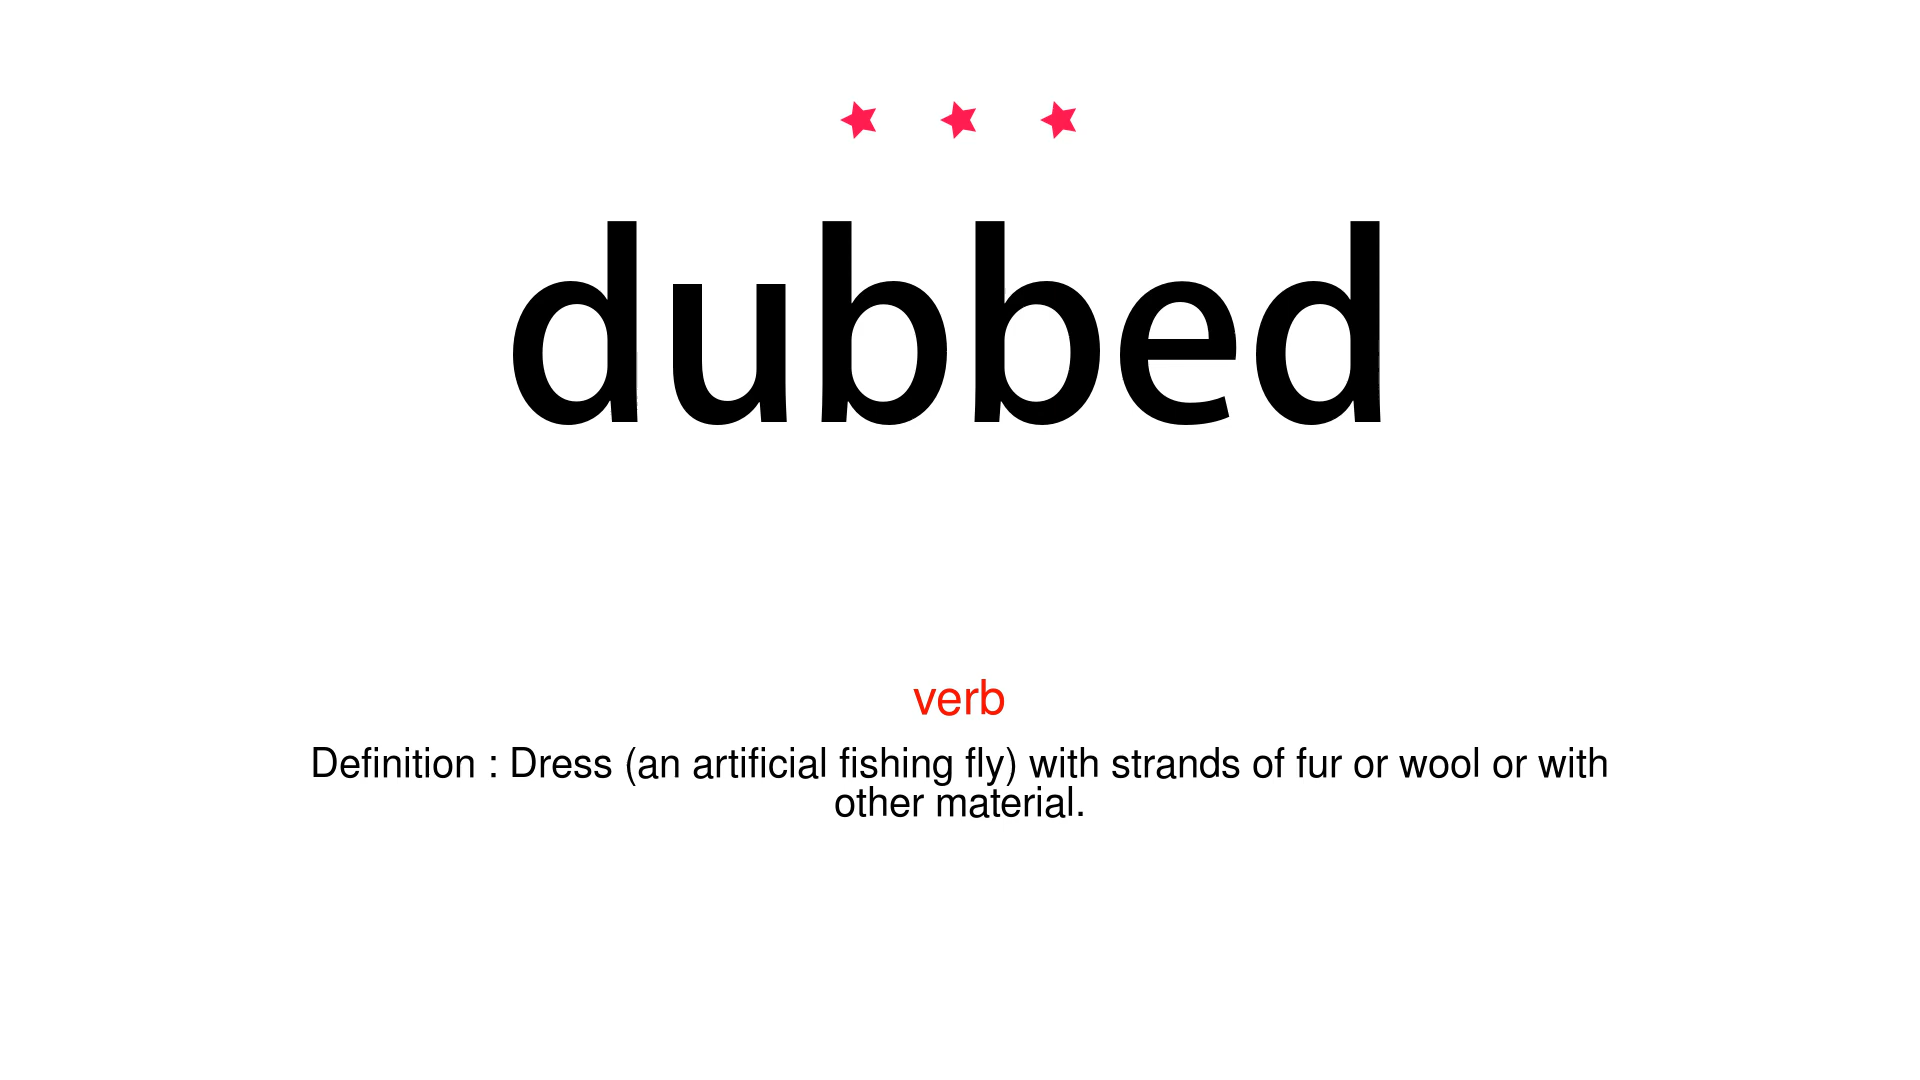 dubbed
verb
Definition : Dress (an artificial fishing fly) with strands of fur or wool or with
other material.